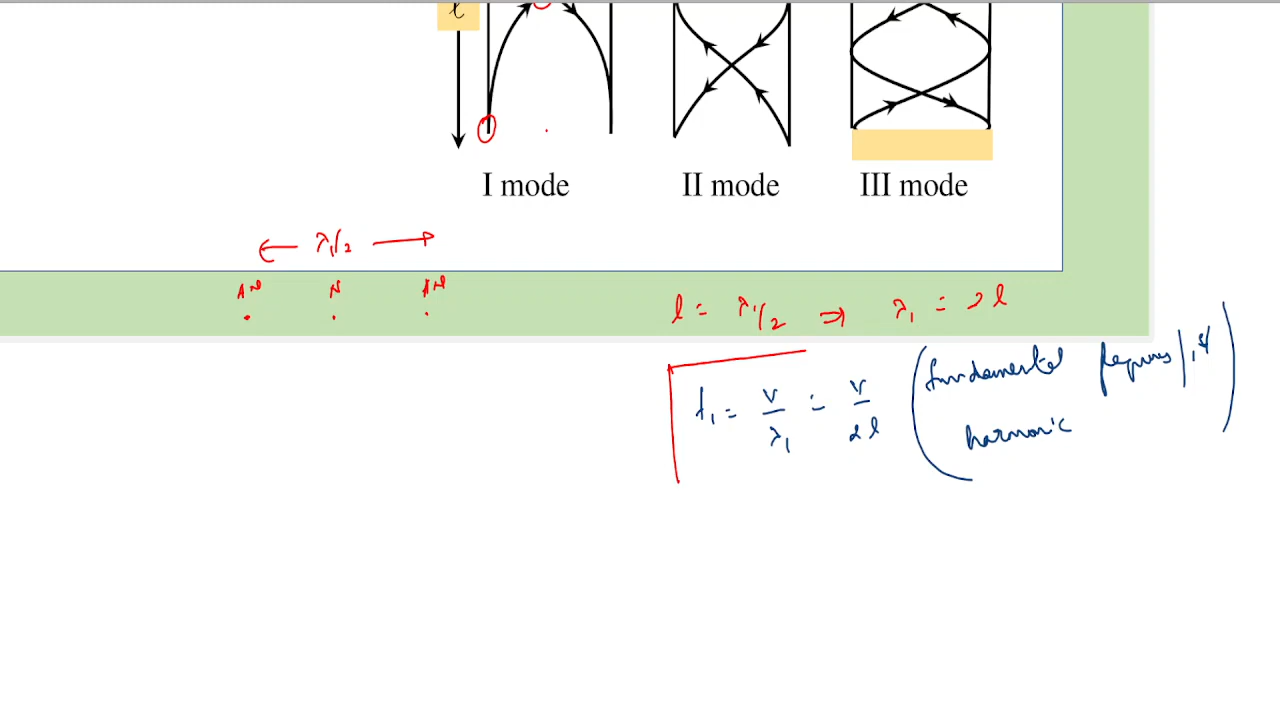 ℓ
I mode II mode III mode
← λ₁/2 →
AN N AN
l = λ₁/2 ⇒ λ₁ = 2l
f₁ = v/λ₁ = v/2l (fundamental frequency / 1st
harmonic)